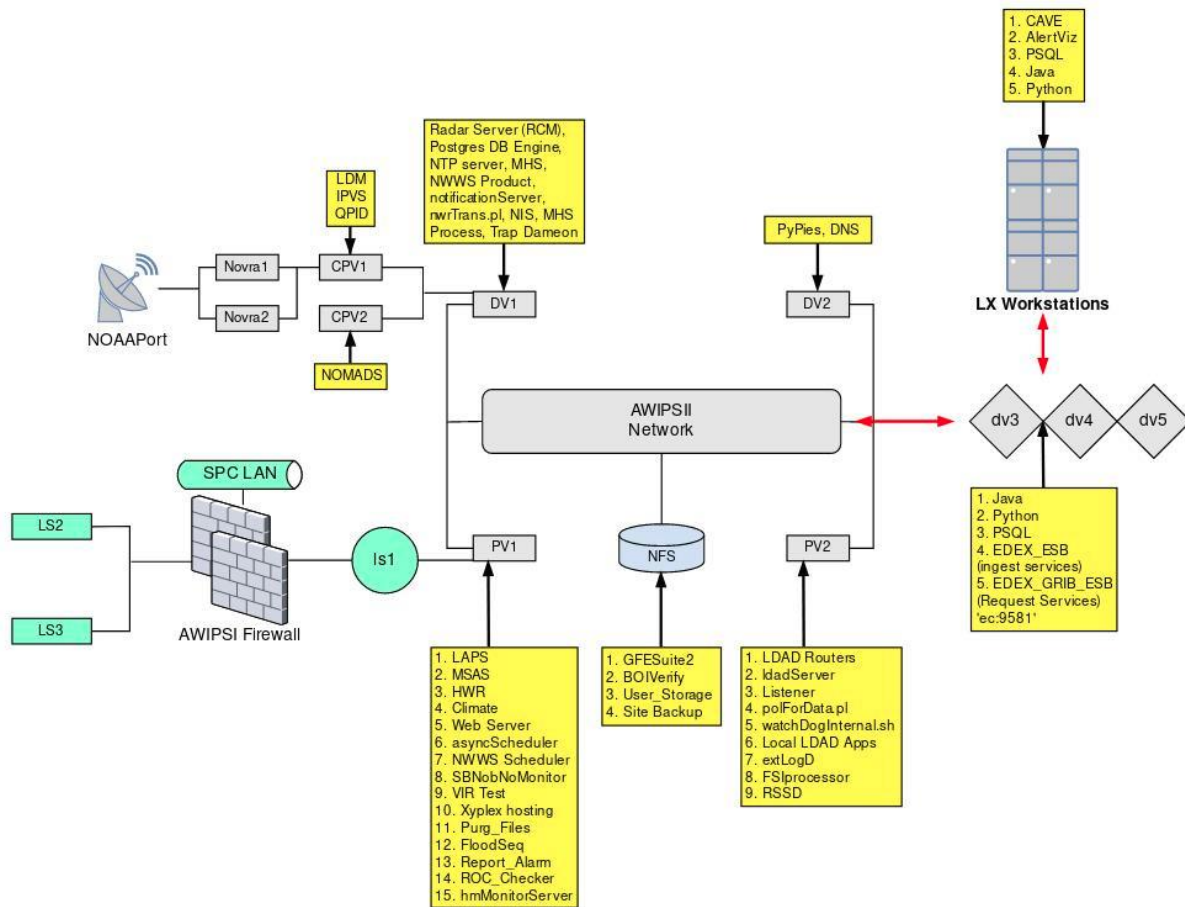 1. CAVE
2. AlertViz
3. PSQL
4. Java
5. Python
Radar Server (RCM),
Postgres DB Engine,
NTP server, MHS,
NWWS Product,
notificationServer,
nwrTrans.pl, NIS, MHS
Process, Trap Dameon
LDM
IPVS
QPID
PyPies, DNS
Novra1
CPV1
Novra2
CPV2
DV1
DV2
LX Workstations
NOAAPort
NOMADS
AWIPSII
Network
dv3
dv4
dv5
SPC LAN
LS2
ls1
PV1
NFS
PV2
LS3
AWIPSI Firewall
1. Java
2. Python
3. PSQL
4. EDEX_ESB
(ingest services)
5. EDEX_GRIB_ESB
(Request Services)
'ec:9581'
1. LAPS
2. MSAS
3. HWR
4. Climate
5. Web Server
6. asyncScheduler
7. NWWS Scheduler
8. SBNobNoMonitor
9. VIR Test
10. Xyplex hosting
11. Purg_Files
12. FloodSeq
13. Report_Alarm
14. ROC_Checker
15. hmMonitorServer
1. GFESuite2
2. BOIVerify
3. User_Storage
4. Site Backup
1. LDAD Routers
2. ldadServer
3. Listener
4. polForData.pl
5. watchDogInternal.sh
6. Local LDAD Apps
7. extLogD
8. FSIprocessor
9. RSSD